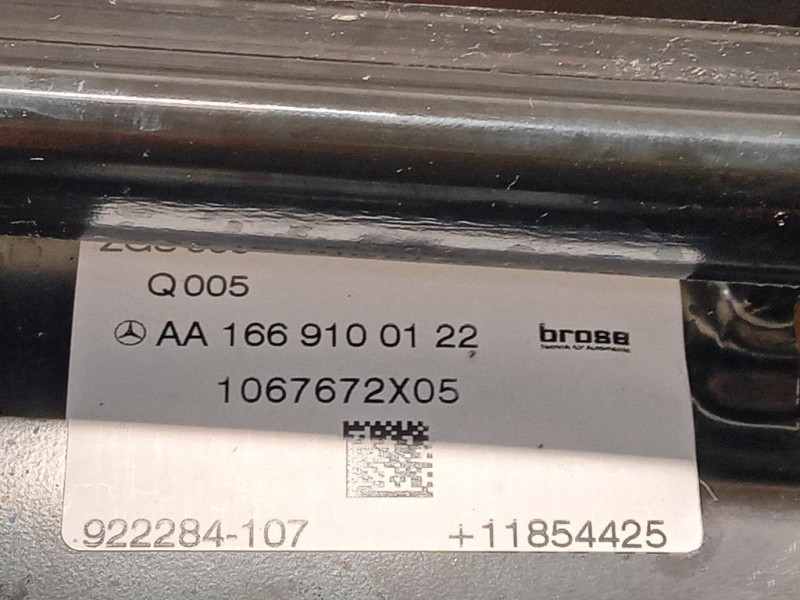 Q005
AA 166 910 01 22 brose
1067672X05
922284-107 +11854425